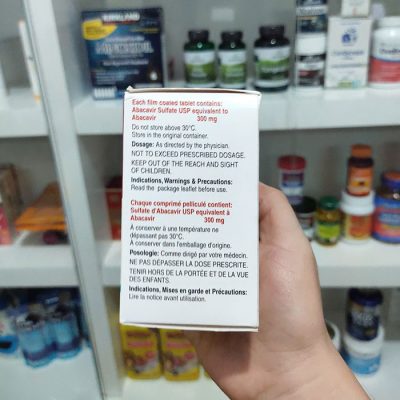 KIRKLAND
MINOXIDIL
Each film coated tablet contains:
Abacavir Sulfate USP equivalent to
Abacavir 300 mg
Do not store above 30°C.
Store in the original container.
Dosage: As directed by the physician.
NOT TO EXCEED PRESCRIBED DOSAGE.
KEEP OUT OF THE REACH AND SIGHT
OF CHILDREN.
Indications, Warnings & Precautions:
Read the package leaflet before use.
Chaque comprimé pelliculé contient:
Sulfate d'Abacavir USP equivalent à
Abacavir 300 mg
À conserver à une température ne
dépassant pas 30°C.
À conserver dans l'emballage d'origine.
Posologie: Comme dirigé par votre médecin.
NE PAS DÉPASSER LA DOSE PRESCRITE.
TENIR HORS DE LA PORTÉE ET DE LA VUE
DES ENFANTS.
Indications, Mises en garde et Précautions:
Lire la notice avant utilisation.